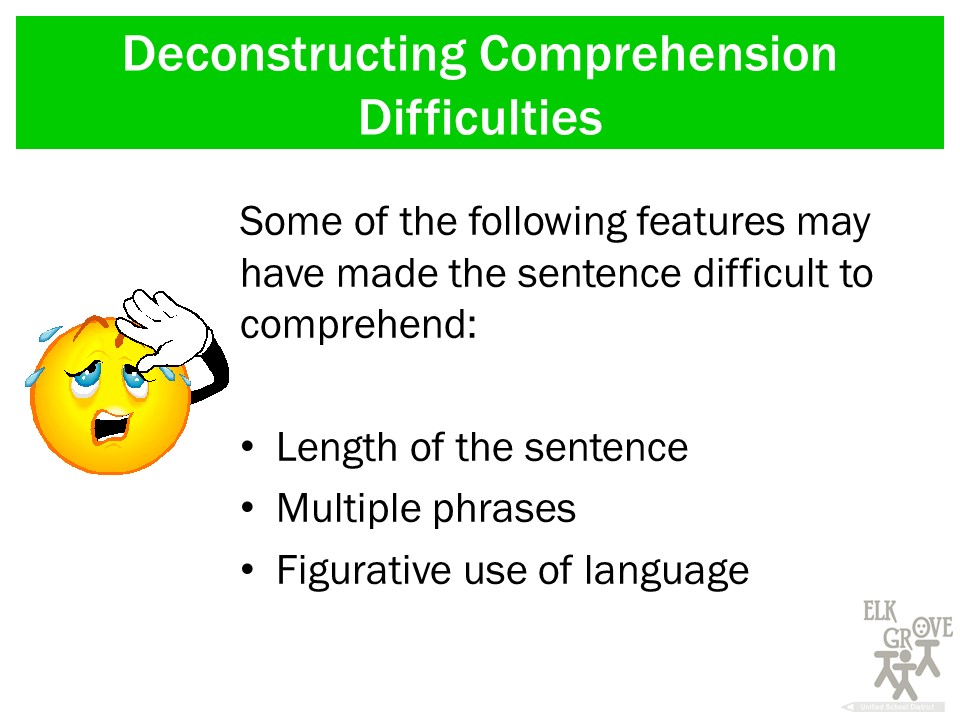 Deconstructing Comprehension
Difficulties
Some of the following features may
have made the sentence difficult to
comprehend:
• Length of the sentence
• Multiple phrases
• Figurative use of language
ELK
GROVE
Unified School District